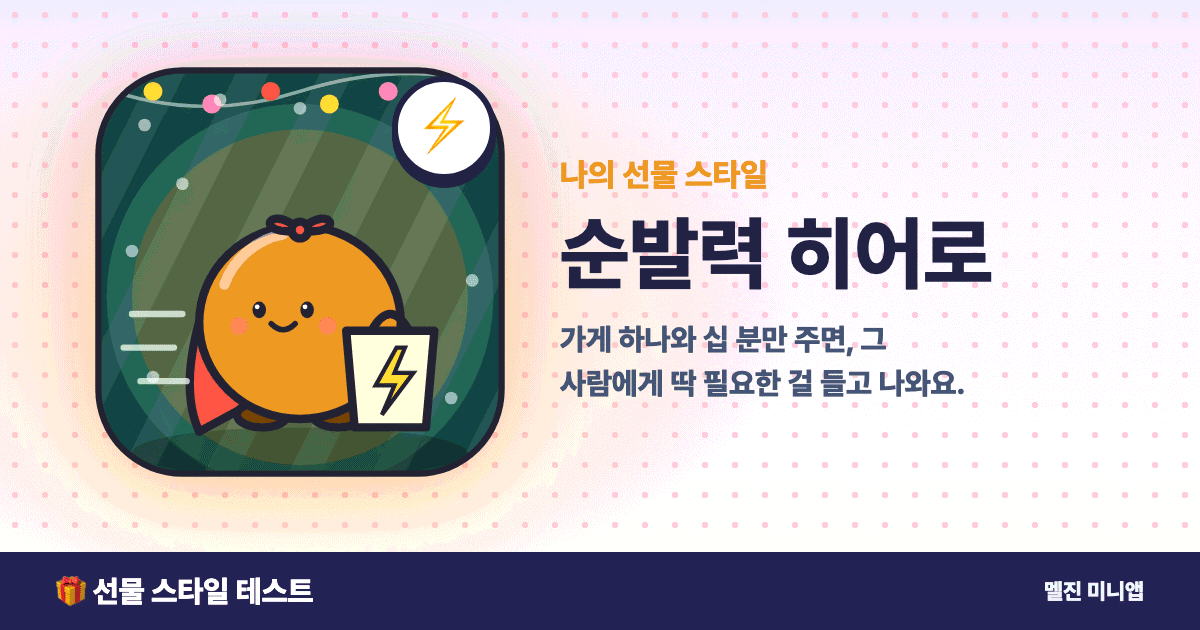 나의 선물 스타일
순발력 히어로
가게 하나와 십 분만 주면, 그
사람에게 딱 필요한 걸 들고 나와요.
선물 스타일 테스트
멜진 미니앱